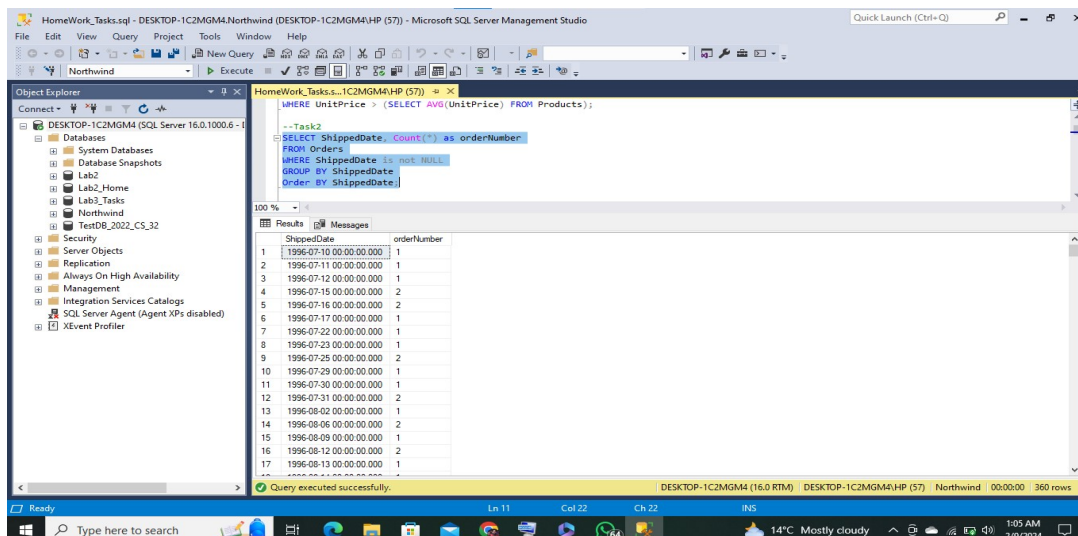 HomeWork_Tasks.sql - DESKTOP-1C2MGM4.Northwind (DESKTOP-1C2MGM4\HP (57)) - Microsoft SQL Server Management Studio
Quick Launch (Ctrl+Q)
File Edit View Query Project Tools Window Help
New Query
Northwind
Execute
Object Explorer
Connect
DESKTOP-1C2MGM4 (SQL Server 16.0.1000.6 -
Databases
System Databases
Database Snapshots
Lab2
Lab2_Home
Lab3_Tasks
Northwind
TestDB_2022_CS_32
Security
Server Objects
Replication
Always On High Availability
Management
Integration Services Catalogs
SQL Server Agent (Agent XPs disabled)
XEvent Profiler
HomeWork_Tasks.s...1C2MGM4\HP (57))
WHERE UnitPrice > (SELECT AVG(UnitPrice) FROM Products);
--Task2
SELECT ShippedDate, Count(*) as orderNumber
FROM Orders
WHERE ShippedDate is not NULL
GROUP BY ShippedDate
Order BY ShippedDate;
100 %
Results Messages
ShippedDate orderNumber
1 1996-07-10 00:00:00.000 1
2 1996-07-11 00:00:00.000 1
3 1996-07-12 00:00:00.000 1
4 1996-07-15 00:00:00.000 2
5 1996-07-16 00:00:00.000 2
6 1996-07-17 00:00:00.000 1
7 1996-07-22 00:00:00.000 1
8 1996-07-23 00:00:00.000 1
9 1996-07-25 00:00:00.000 2
10 1996-07-29 00:00:00.000 1
11 1996-07-30 00:00:00.000 1
12 1996-07-31 00:00:00.000 2
13 1996-08-02 00:00:00.000 1
14 1996-08-06 00:00:00.000 2
15 1996-08-09 00:00:00.000 1
16 1996-08-12 00:00:00.000 2
17 1996-08-13 00:00:00.000 1
Query executed successfully.
DESKTOP-1C2MGM4 (16.0 RTM) DESKTOP-1C2MGM4\HP (57) Northwind 00:00:00 360 rows
Ready
Ln 11 Col 22 Ch 22 INS
Type here to search
64
14°C Mostly cloudy
1:05 AM